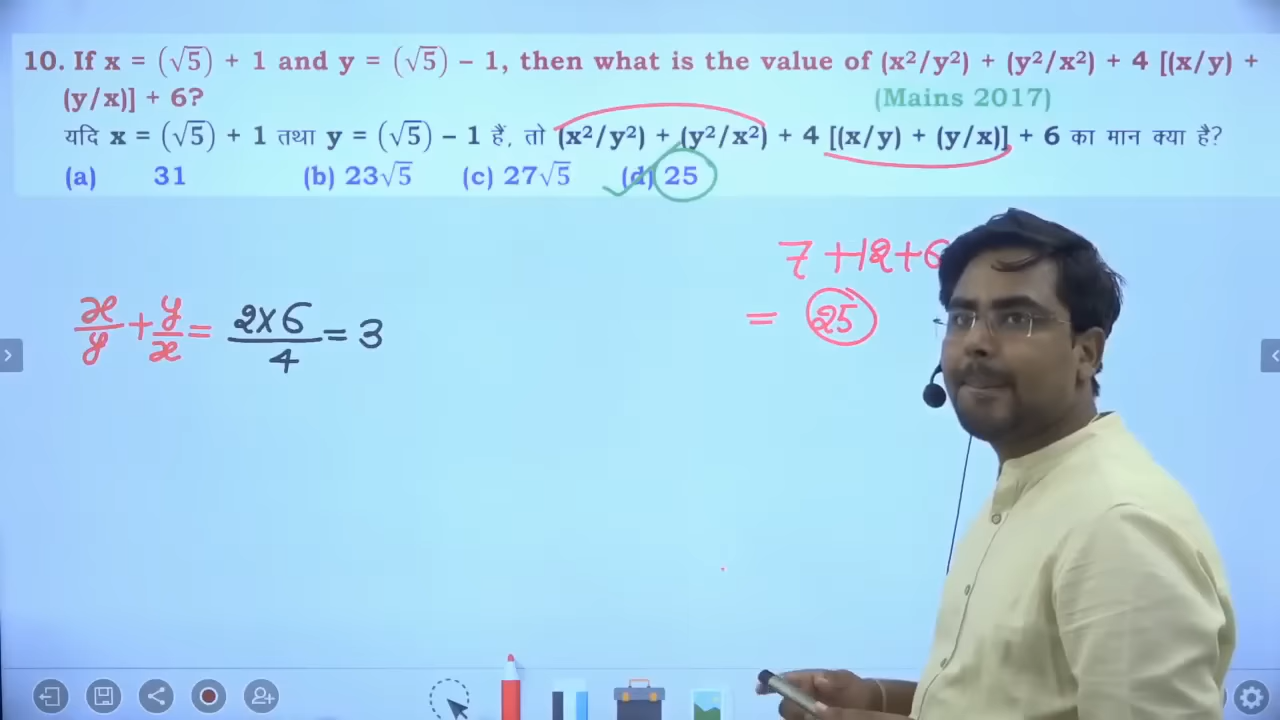 10. If x = (√5) + 1 and y = (√5) − 1, then what is the value of (x²/y²) + (y²/x²) + 4 [(x/y) +
(y/x)] + 6?
(Mains 2017)
यदि x = (√5) + 1 तथा y = (√5) − 1 हैं, तो (x²/y²) + (y²/x²) + 4 [(x/y) + (y/x)] + 6 का मान क्या है?
(a) 31 (b) 23√5 (c) 27√5 (d) 25
7 + 12 + 6
= 25
x/y + y/x = 2×6/4 = 3